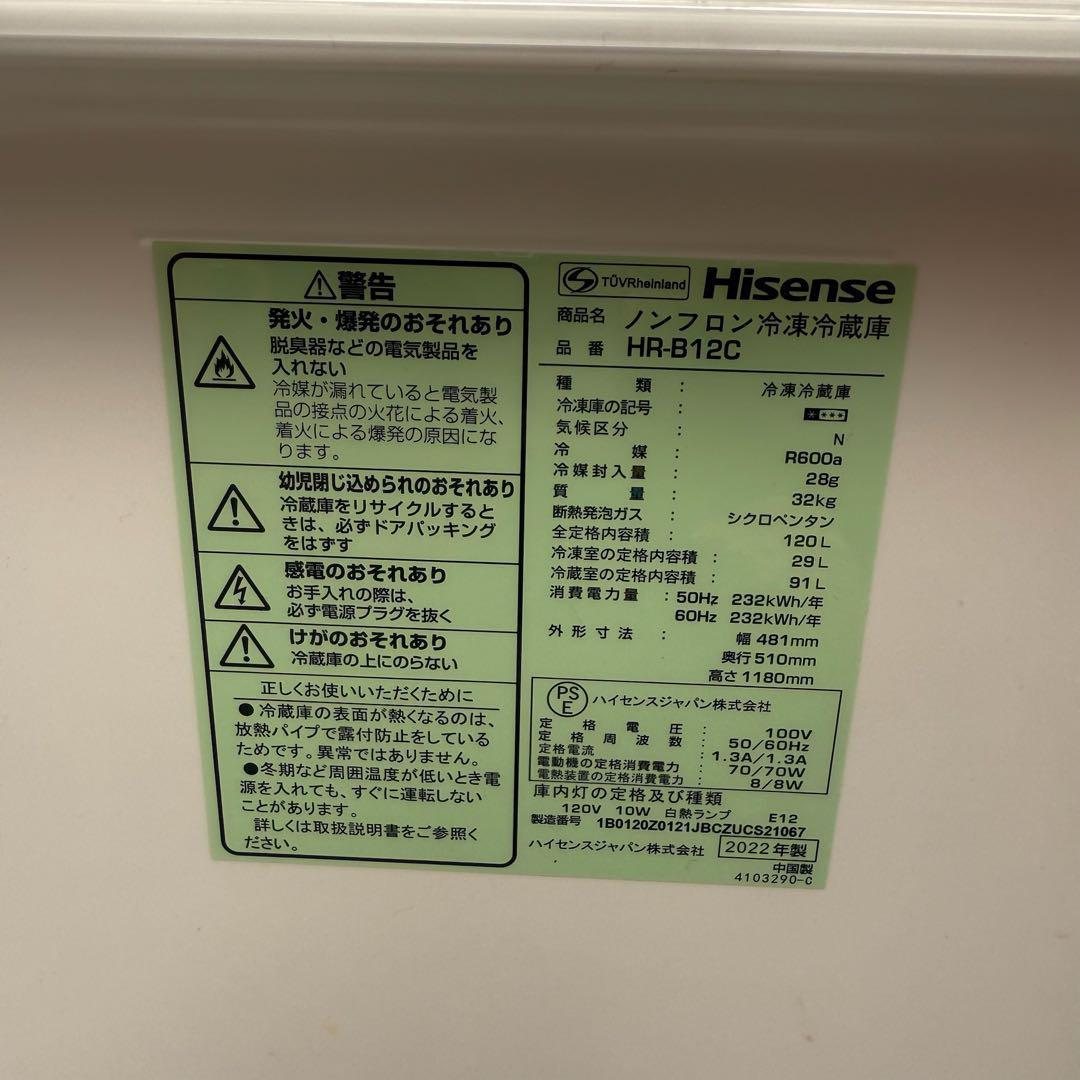 ⚠警告
発火・爆発のおそれあり
脱臭器などの電気製品を
入れない
冷媒が漏れていると電気製
品の接点の火花による着火、
着火による爆発の原因にな
ります。
幼児閉じ込められのおそれあり
冷蔵庫をリサイクルすると
きは、必ずドアパッキング
をはずす
感電のおそれあり
お手入れの際は、
必ず電源プラグを抜く
けがのおそれあり
冷蔵庫の上にのらない
正しくお使いいただくために
●冷蔵庫の表面が熱くなるのは、
放熱パイプで露付防止をしている
ためです。異常ではありません。
●冬期など周囲温度が低いとき電
源を入れても、すぐに運転しない
ことがあります。
詳しくは取扱説明書をご参照く
ださい。
TÜVRheinland Hisense
商品名 ノンフロン冷凍冷蔵庫
品番 HR-B12C
種類 : 冷凍冷蔵庫
冷凍庫の記号 : * ***
気候区分 : N
冷媒 : R600a
冷媒封入量 : 28g
質量 : 32kg
断熱発泡ガス : シクロペンタン
全定格内容積 : 120L
冷凍室の定格内容積 : 29L
冷蔵室の定格内容積 : 91L
消費電力量 : 50Hz 232kWh/年
60Hz 232kWh/年
外形寸法 : 幅 481mm
奥行510mm
高さ1180mm
PSE ハイセンスジャパン株式会社
定格電圧 : 100V
定格周波数 : 50/60Hz
定格電流 : 1.3A/1.3A
電動機の定格消費電力 : 70/70W
電熱装置の定格消費電力 : 8/8W
庫内灯の定格及び種類
120V 10W 白熱ランプ E12
製造番号 1B0120Z0121JBCZUCS21067
ハイセンスジャパン株式会社 2022年製
中国製
4103290-C